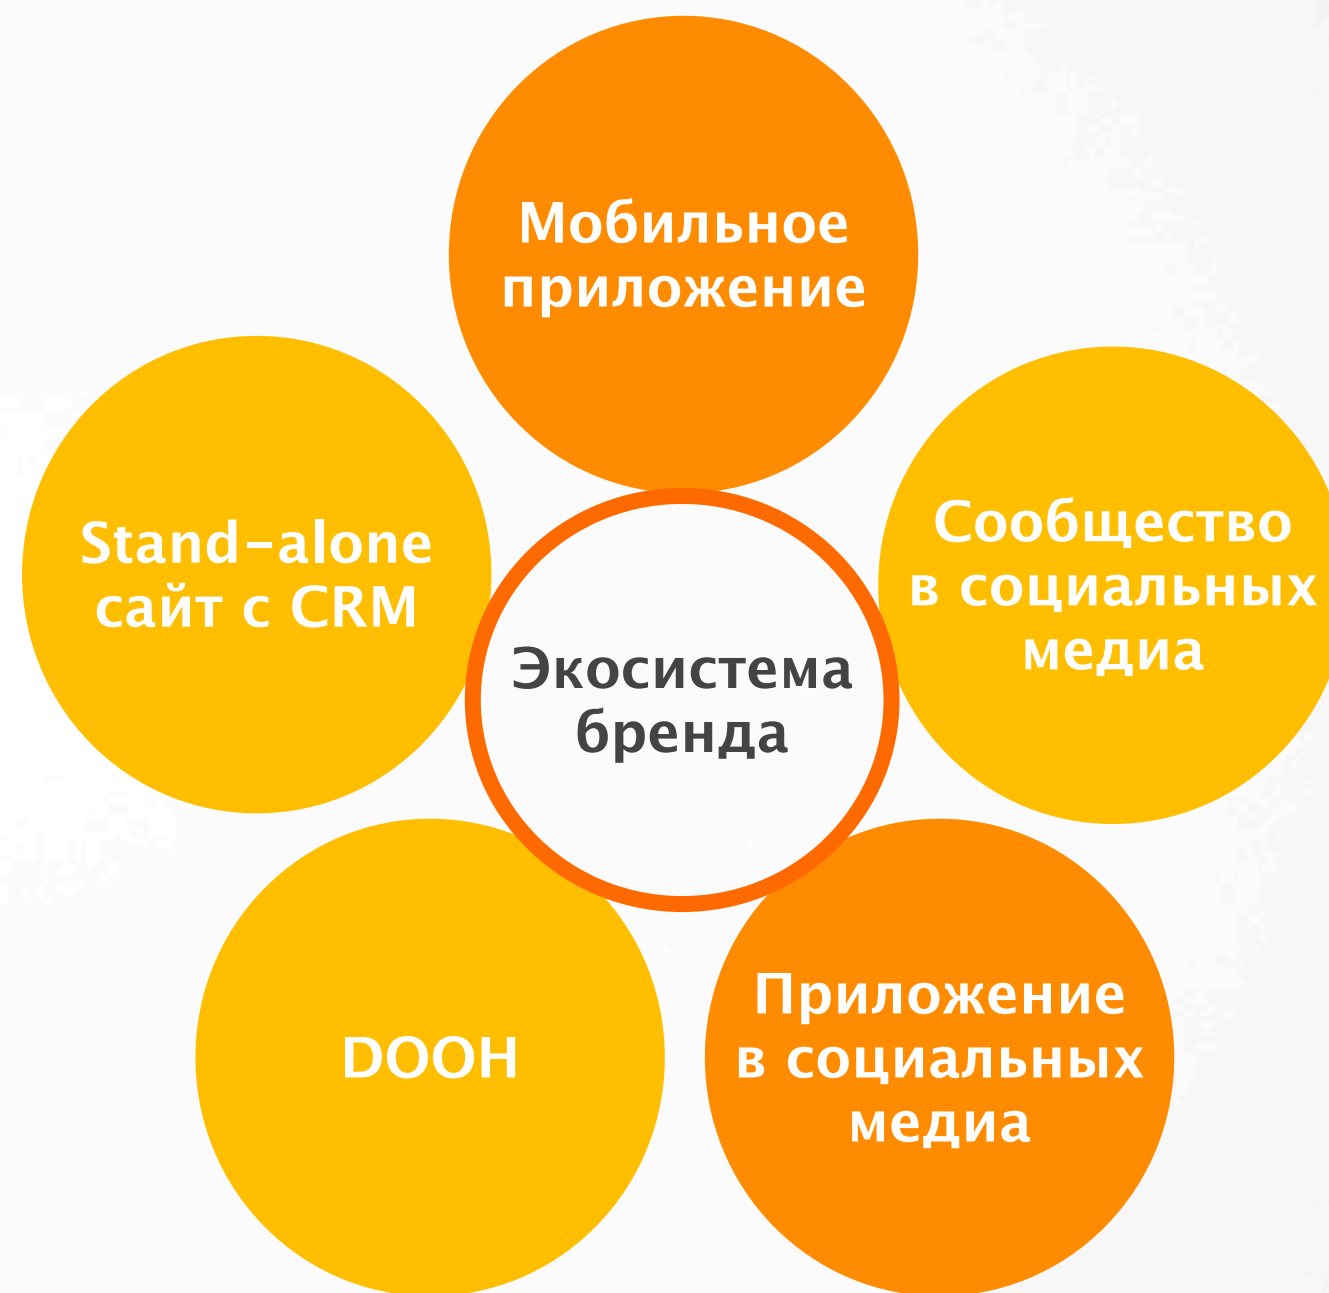 Мобильное
приложение
Stand-alone
сайт с CRM
Сообщество
в социальных
медиа
Экосистема
бренда
DOOH
Приложение
в социальных
медиа